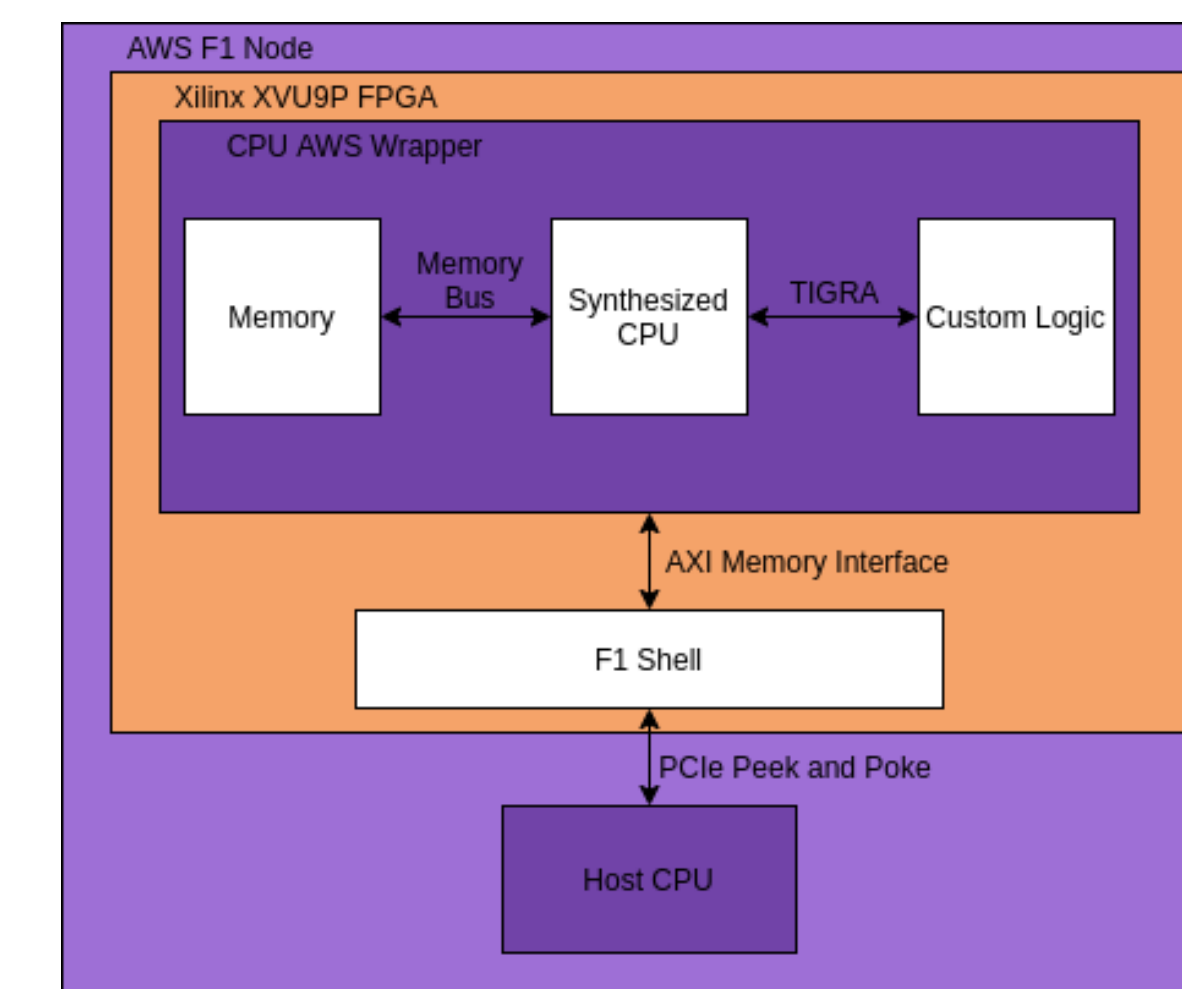 AWS F1 Node
Xilinx XVU9P FPGA
CPU AWS Wrapper
Memory
Memory
Bus
Synthesized
CPU
TIGRA
Custom Logic
AXI Memory Interface
F1 Shell
PCIe Peek and Poke
Host CPU